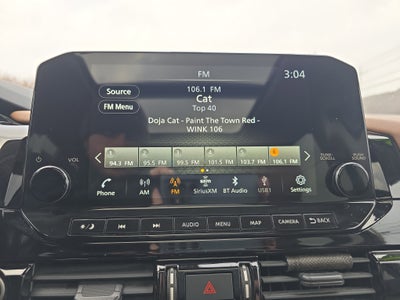 FM
3:04
Source
106.1 FM
Cat
Top 40
FM Menu
Doja Cat - Paint The Town Red -
WINK 106
94.3 FM 95.5 FM 99.5 FM 101.5 FM 103.7 FM 106.1 FM
VOL
PUSH: SCROLL
PUSH: SOUND
Phone AM FM SiriusXM BT Audio USB1 Settings
AUDIO MENU MAP CAMERA BACK